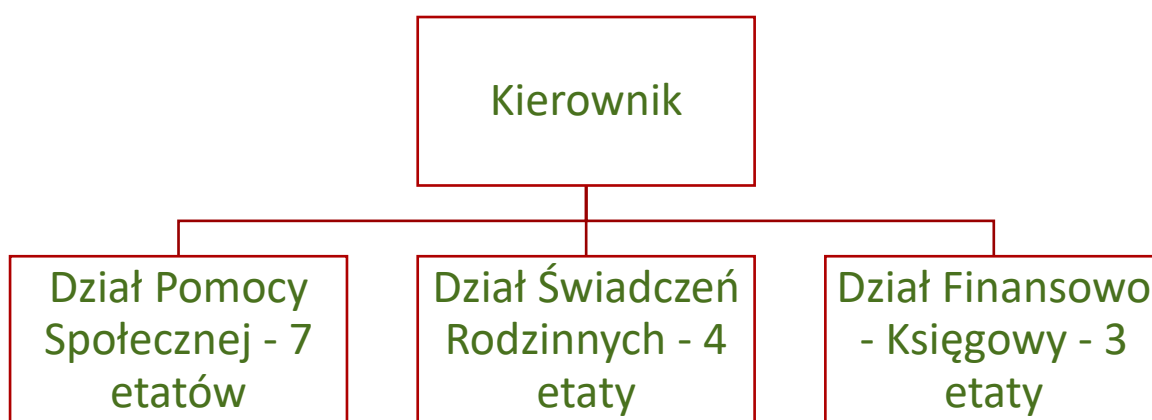 Kierownik
Dział Pomocy
Społecznej - 7
etatów
Dział Świadczeń
Rodzinnych - 4
etaty
Dział Finansowo
- Księgowy - 3
etaty